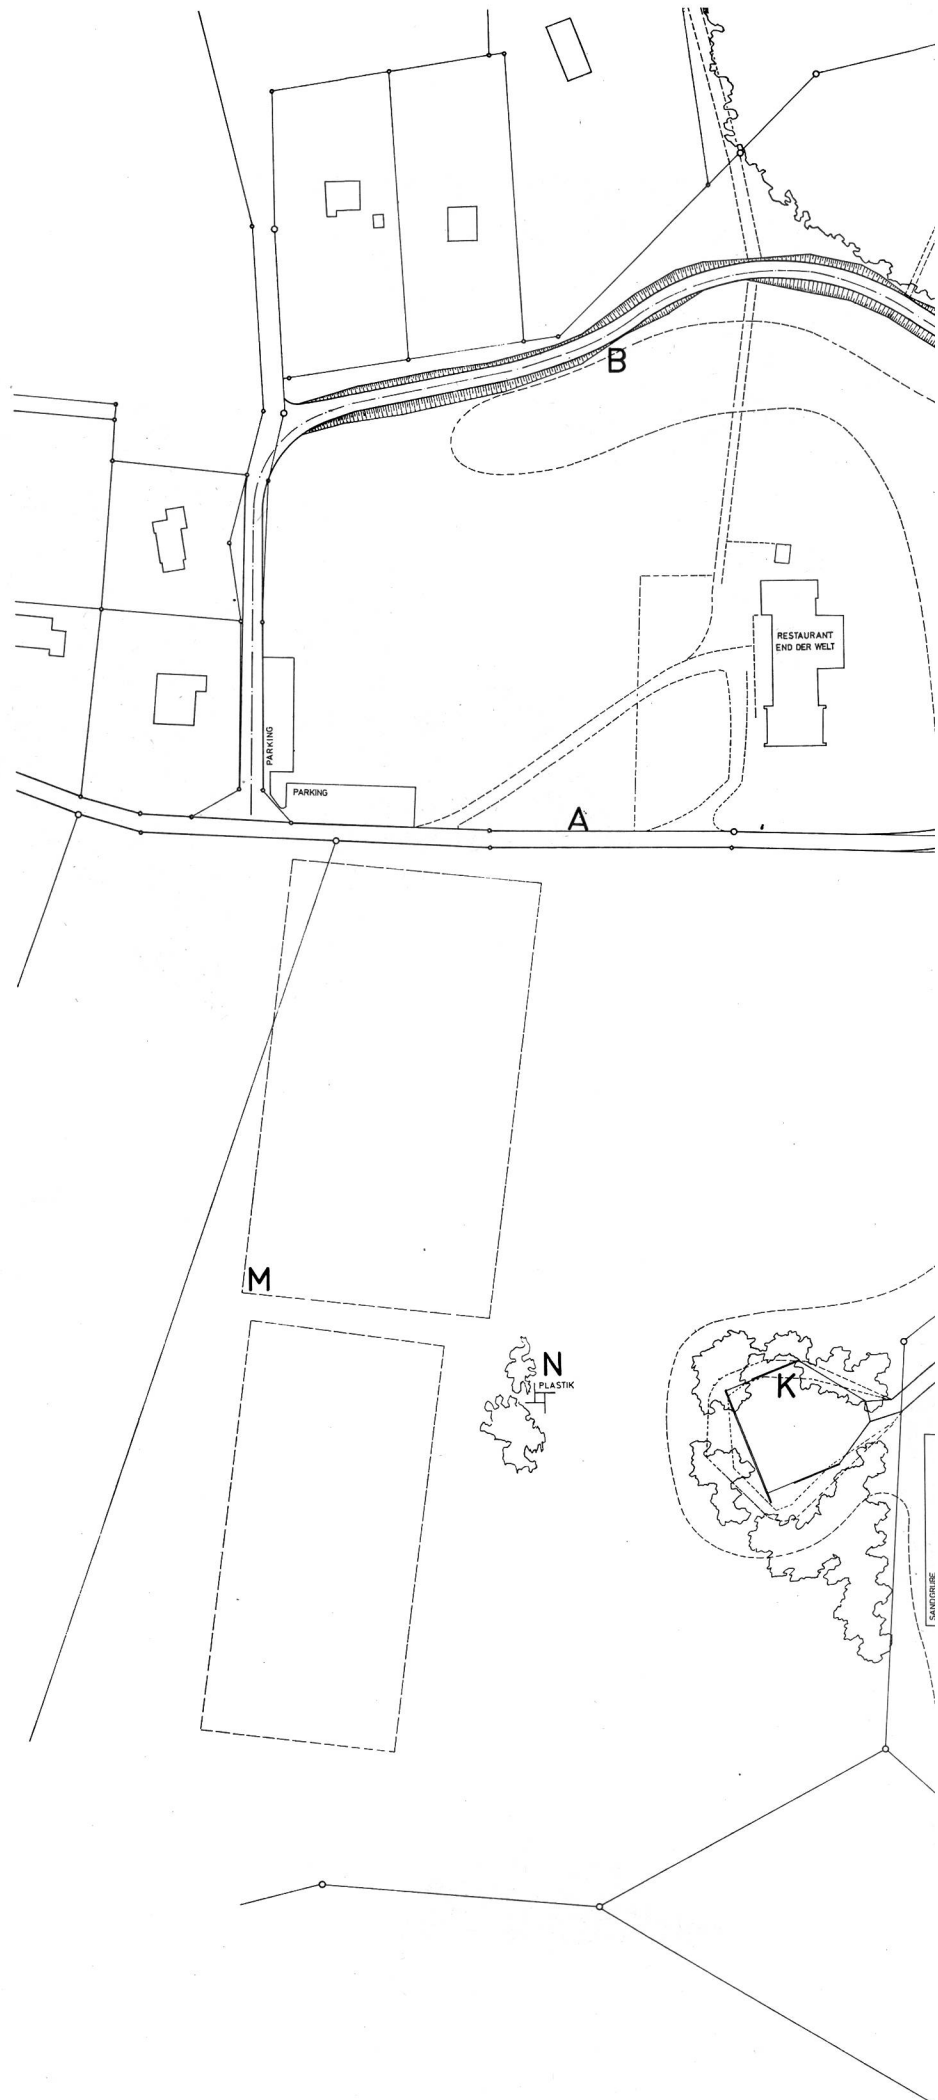 B
RESTAURANT
END DER WELT
PARKING
PARKING
A
M
N
PLASTIK
K
SANDGRUBE